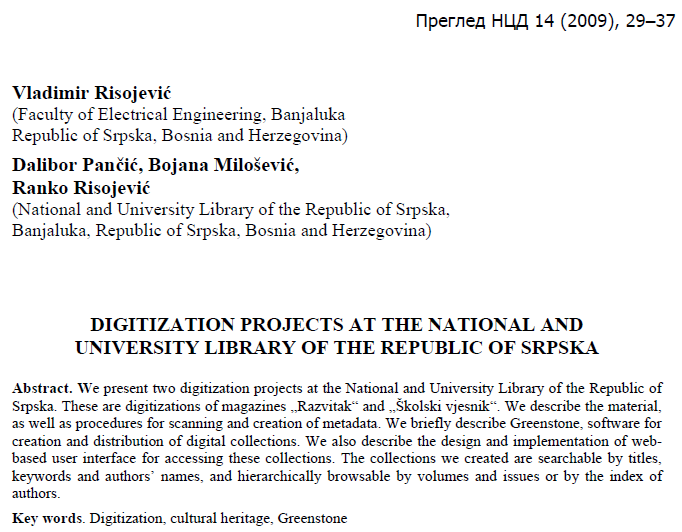 Преглед НЦД 14 (2009), 29–37
Vladimir Risojević
(Faculty of Electrical Engineering, Banjaluka
Republic of Srpska, Bosnia and Herzegovina)
Dalibor Pančić, Bojana Milošević,
Ranko Risojević
(National and University Library of the Republic of Srpska,
Banjaluka, Republic of Srpska, Bosnia and Herzegovina)
DIGITIZATION PROJECTS AT THE NATIONAL AND
UNIVERSITY LIBRARY OF THE REPUBLIC OF SRPSKA
Abstract. We present two digitization projects at the National and University Library of the Republic of
Srpska. These are digitizations of magazines „Razvitak“ and „Školski vjesnik“. We describe the material,
as well as procedures for scanning and creation of metadata. We briefly describe Greenstone, software for
creation and distribution of digital collections. We also describe the design and implementation of web-
based user interface for accessing these collections. The collections we created are searchable by titles,
keywords and authors’ names, and hierarchically browsable by volumes and issues or by the index of
authors.
Key words. Digitization, cultural heritage, Greenstone